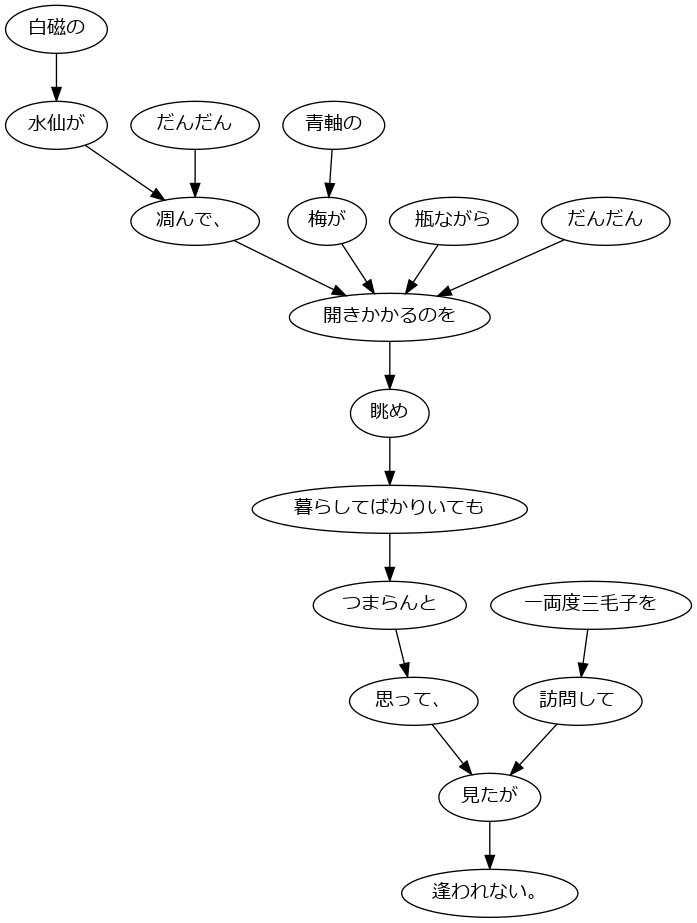 白磁の
水仙が
だんだん
青軸の
凋んで、
梅が
瓶ながら
だんだん
開きかかるのを
眺め
暮らしてばかりいても
つまらんと
一両度三毛子を
思って、
訪問して
見たが
逢われない。